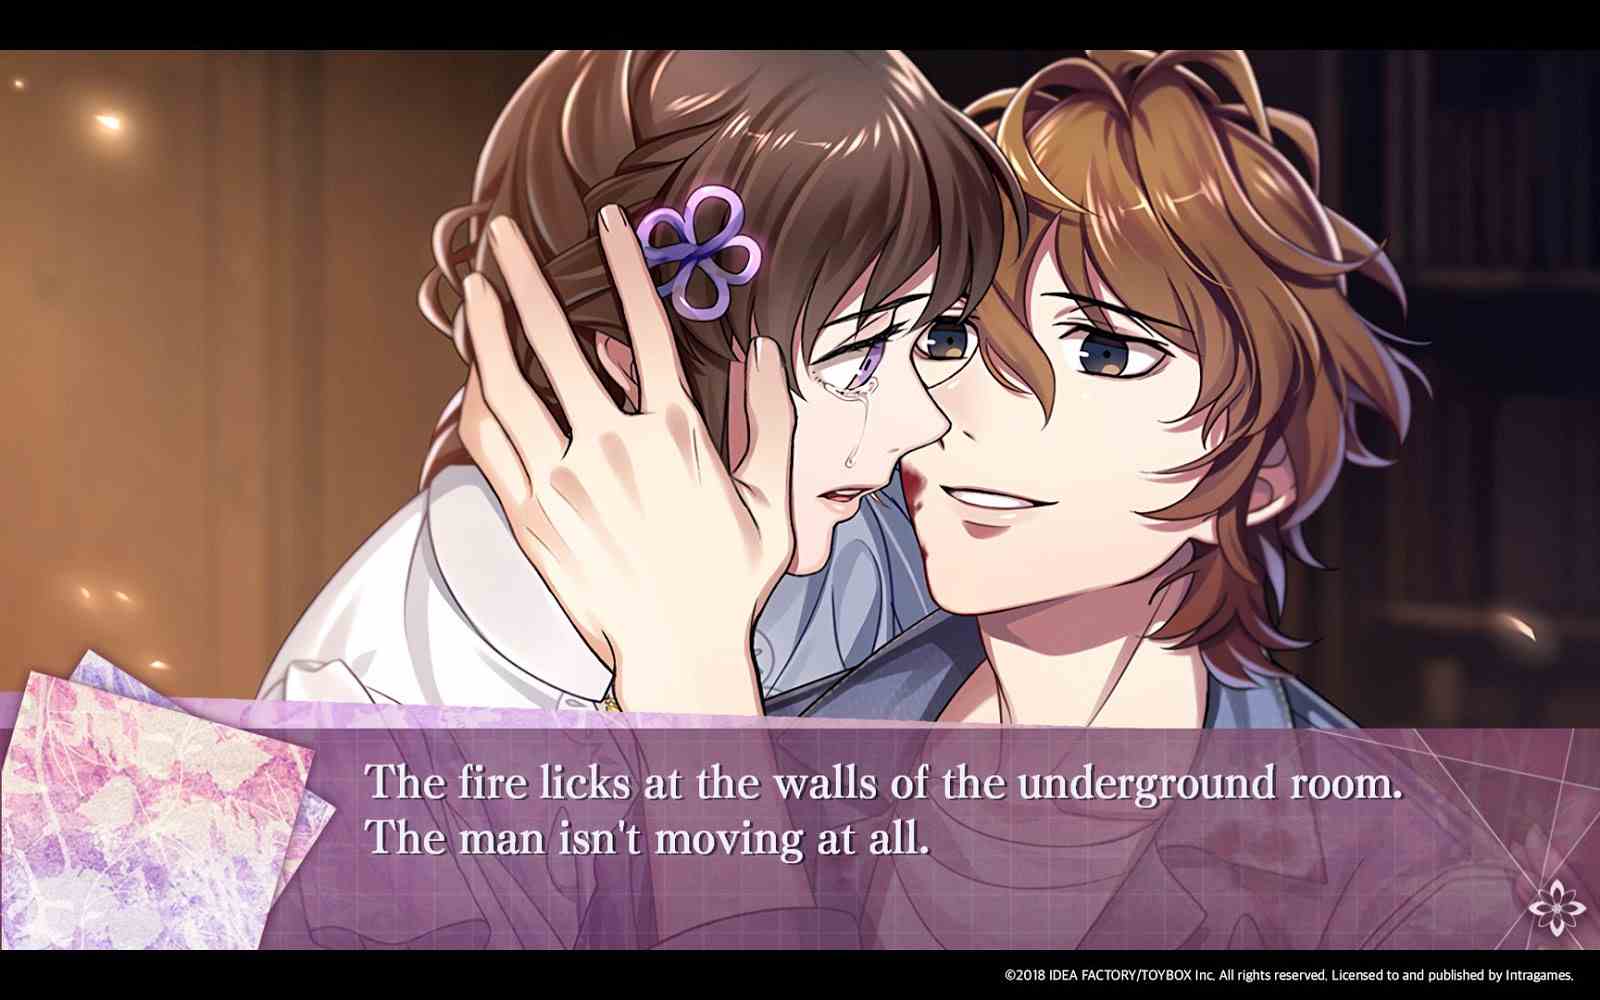 The fire licks at the walls of the underground room.
The man isn't moving at all.
©2018 IDEA FACTORY/TOYBOX Inc. All rights reserved. Licensed to and published by Intragames.